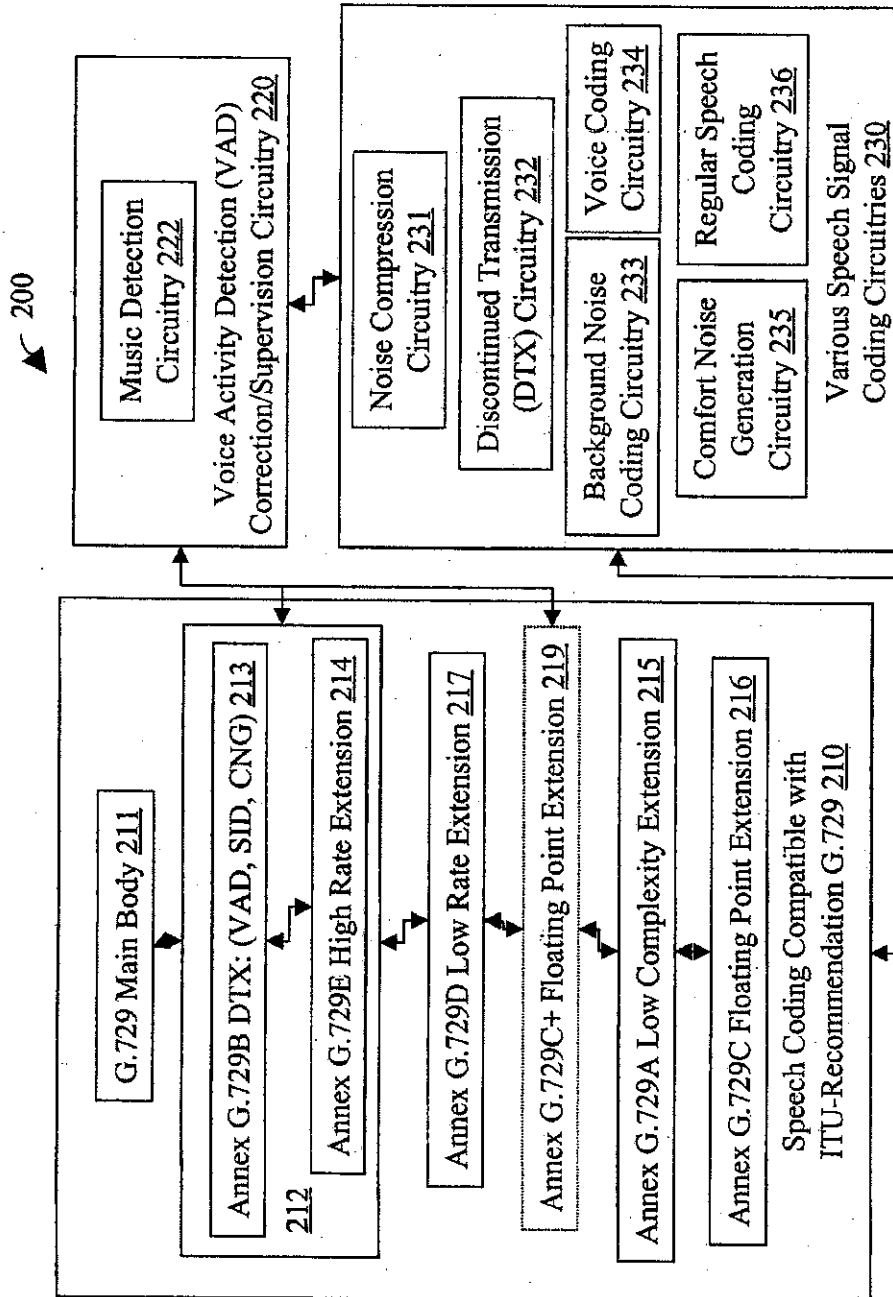 200
G.729 Main Body 211
Annex G.729B DTX: (VAD, SID, CNG) 213
Annex G.729E High Rate Extension 214
212
Annex G.729D Low Rate Extension 217
Annex G.729C+ Floating Point Extension 219
Annex G.729A Low Complexity Extension 215
Annex G.729C Floating Point Extension 216
Speech Coding Compatible with
ITU-Recommendation G.729 210
Music Detection
Circuitry 222
Voice Activity Detection (VAD)
Correction/Supervision Circuitry 220
Noise Compression
Circuitry 231
Discontinued Transmission
(DTX) Circuitry 232
Background Noise
Coding Circuitry 233
Voice Coding
Circuitry 234
Comfort Noise
Generation
Circuitry 235
Regular Speech
Coding
Circuitry 236
Various Speech Signal
Coding Circuitries 230